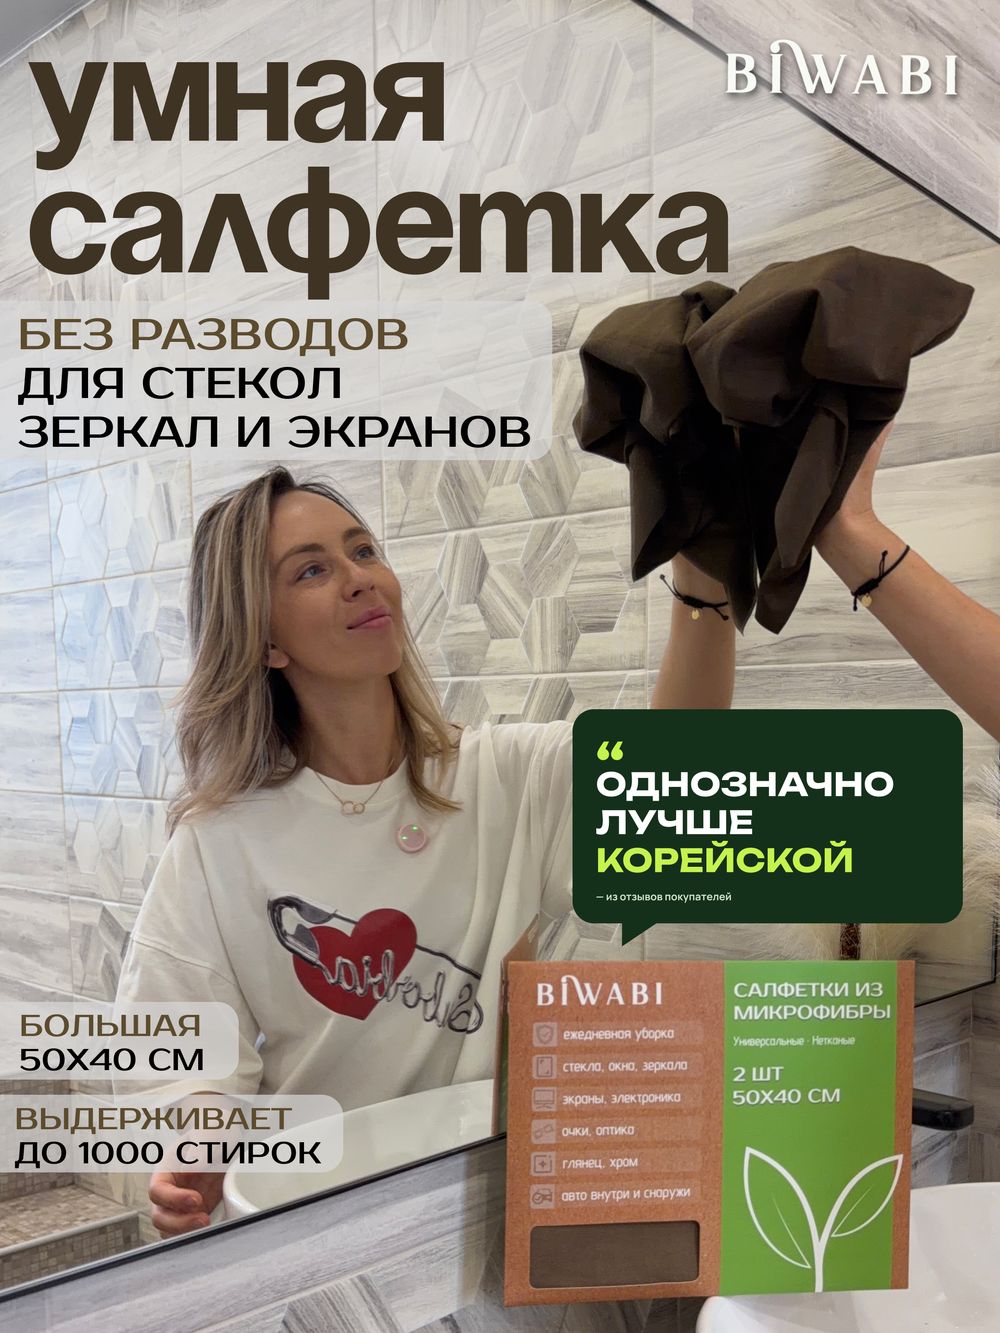 BIWABI
умная
салфетка
БЕЗ РАЗВОДОВ
ДЛЯ СТЕКОЛ
ЗЕРКАЛ И ЭКРАНОВ
“
ОДНОЗНАЧНО
ЛУЧШЕ
КОРЕЙСКОЙ
– из отзывов покупателей
БОЛЬШАЯ
50X40 СМ
ВЫДЕРЖИВАЕТ
ДО 1000 СТИРОК
BIWABI
ежедневная уборка
стекла, окна, зеркала
экраны, электроника
очки, оптика
глянец, хром
авто внутри и снаружи
САЛФЕТКИ ИЗ
МИКРОФИБРЫ
Универсальные · Нетканые
2 ШТ
50X40 СМ